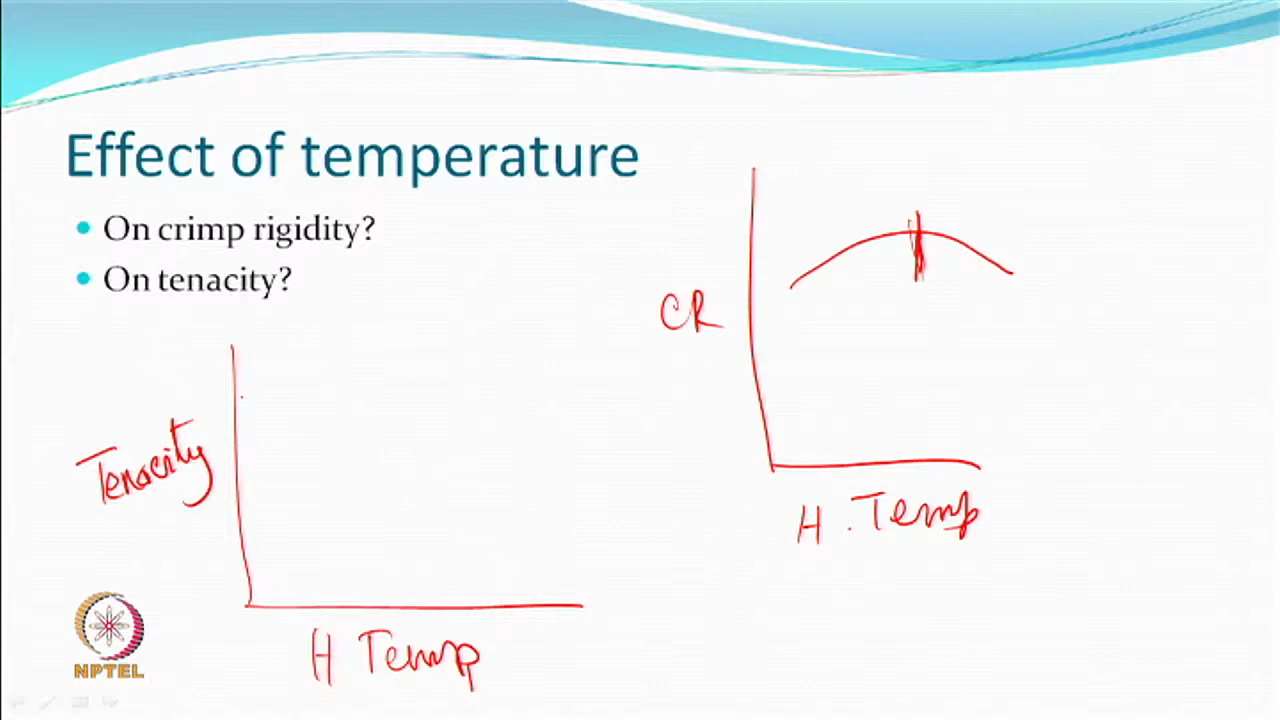 Effect of temperature
On crimp rigidity?
On tenacity?
CR
H. Temp
Tenacity
H Temp
NPTEL